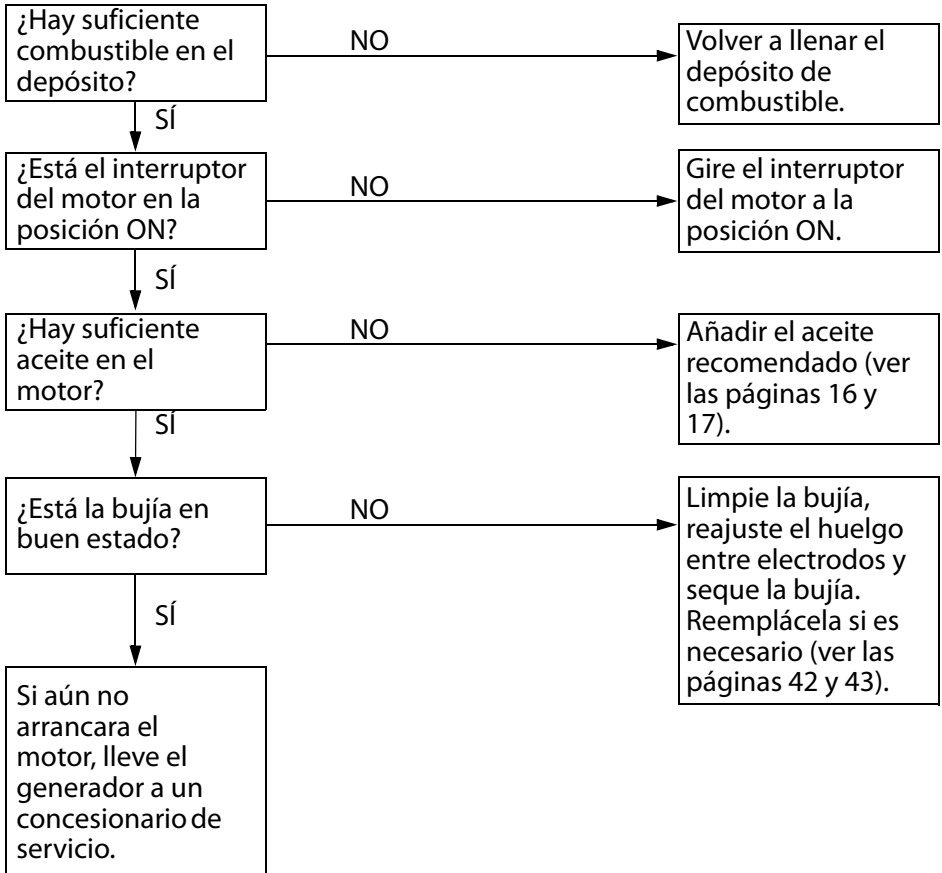 ¿Hay suficiente
combustible en el
depósito?
NO
Volver a llenar el
depósito de
combustible.
SÍ
¿Está el interruptor
del motor en la
posición ON?
NO
Gire el interruptor
del motor a la
posición ON.
SÍ
¿Hay suficiente
aceite en el
motor?
NO
Añadir el aceite
recomendado (ver
las páginas 16 y
17).
SÍ
¿Está la bujía en
buen estado?
NO
Limpie la bujía,
reajuste el huelgo
entre electrodos y
seque la bujía.
Reemplácela si es
necesario (ver las
páginas 42 y 43).
SÍ
Si aún no
arrancara el
motor, lleve el
generador a un
concesionario de
servicio.